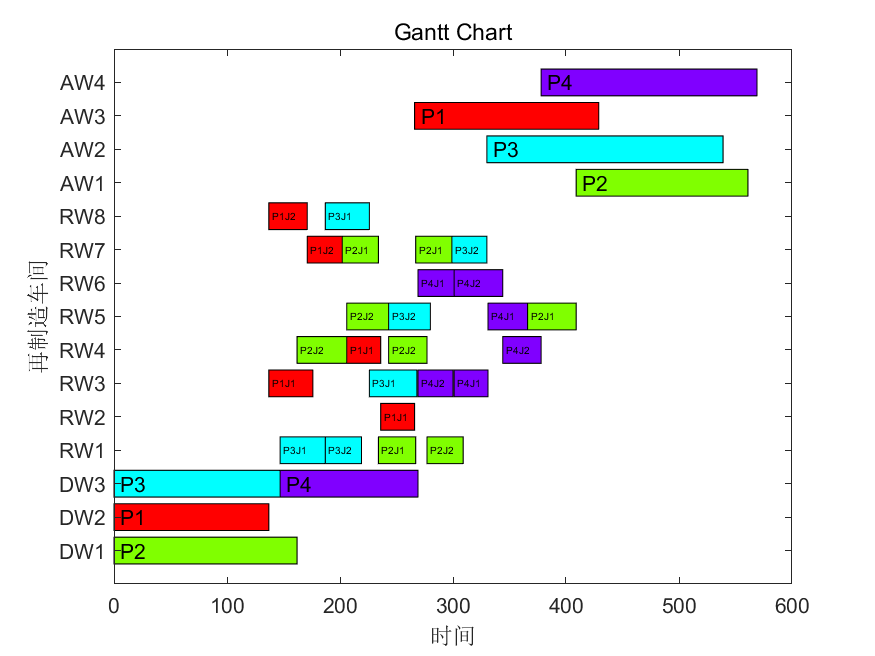 Gantt Chart
再制造车间
AW4 P4
AW3 P1
AW2 P3
AW1 P2
RW8 P1J2 P3J1
RW7 P1J2 P2J1 P2J1 P3J2
RW6 P4J1 P4J2
RW5 P2J2 P3J2 P4J1 P2J1
RW4 P2J2 P1J1 P2J2 P4J2
RW3 P1J1 P3J1 P4J2 P4J1
RW2 P1J1
RW1 P3J1 P3J2 P2J1 P2J2
DW3 P3 P4
DW2 P1
DW1 P2
0 100 200 300 400 500 600
时间